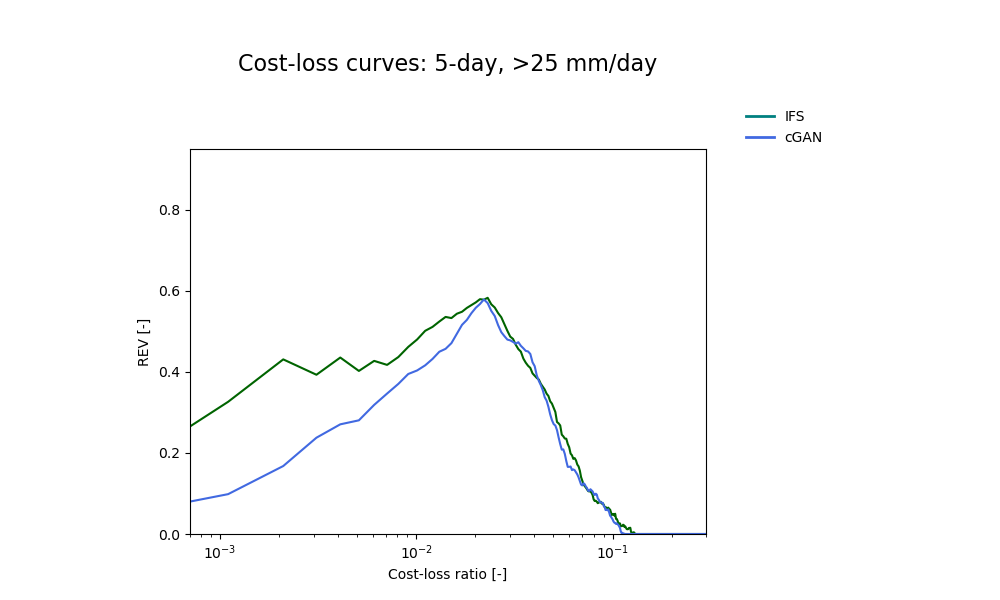 Cost-loss curves: 5-day, >25 mm/day
IFS
cGAN
0.8
0.6
0.4
0.2
0.0
REV [-]
10⁻³
10⁻²
10⁻¹
Cost-loss ratio [-]